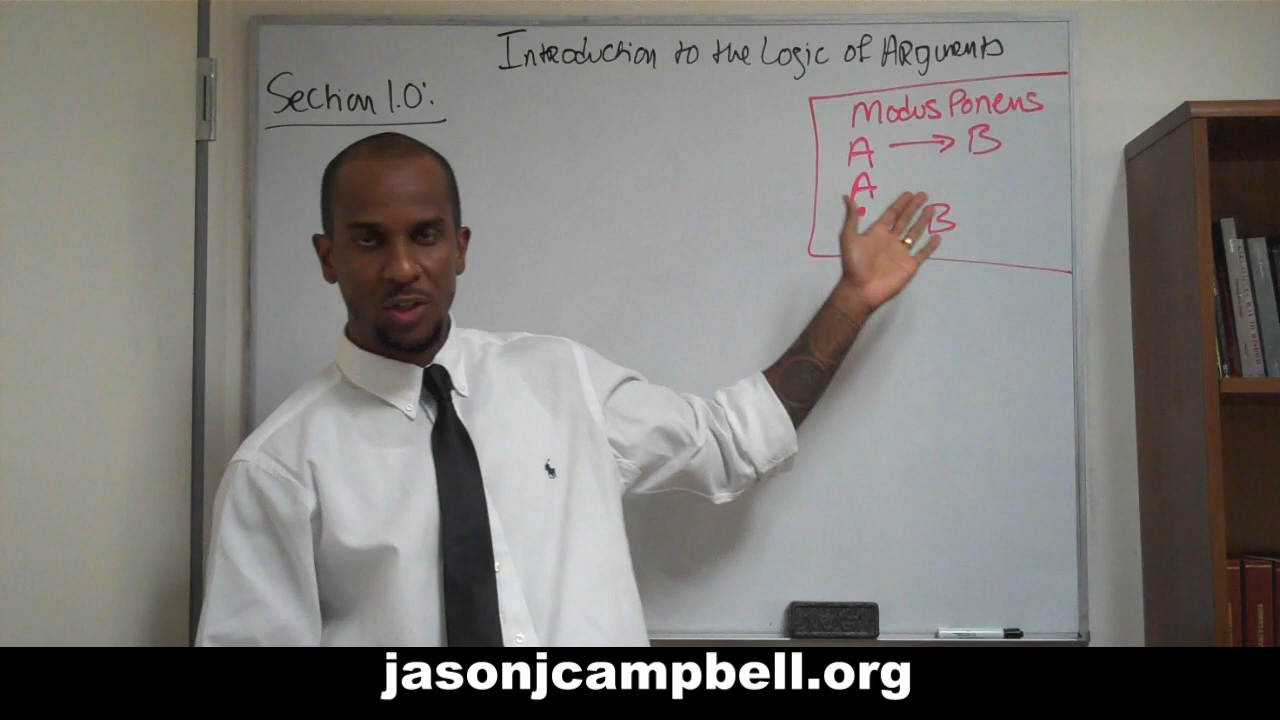 Introduction to the Logic of Arguments
Section 1.0:
Modus Ponens
A → B
A
B
jasonjcampbell.org